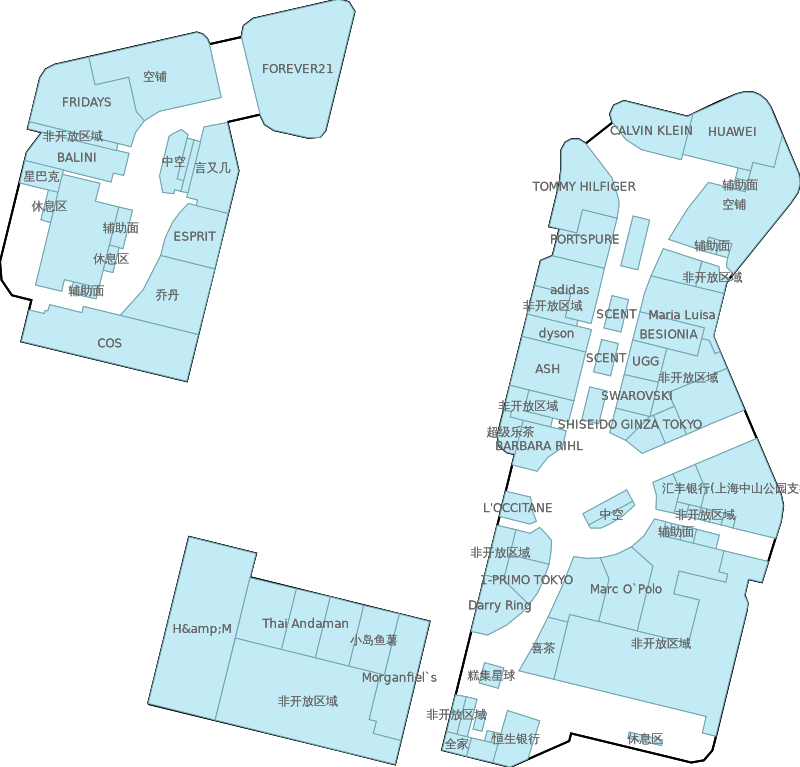 FOREVER21
空铺
FRIDAYS
非开放区域
BALINI
中空
言又几
星巴克
休息区
辅助面
ESPRIT
休息区
辅助面
乔丹
COS
CALVIN KLEIN
HUAWEI
TOMMY HILFIGER
辅助面
空铺
PORTSPURE
辅助面
非开放区域
adidas
非开放区域
SCENT
Maria Luisa
dyson
BESIONIA
SCENT
UGG
ASH
非开放区域
SWAROVSKI
非开放区域
SHISEIDO GINZA TOKYO
超级乐茶
BARBARA RIHL
汇丰银行(上海中山公园支
L'OCCITANE
中空
非开放区域
辅助面
非开放区域
I-PRIMO TOKYO
Marc O`Polo
Darry Ring
H&amp;M
Thai Andaman
小岛鱼薯
非开放区域
喜茶
Morganfiel`s
糕集星球
非开放区域
非开放区域
全家
恒生银行
休息区